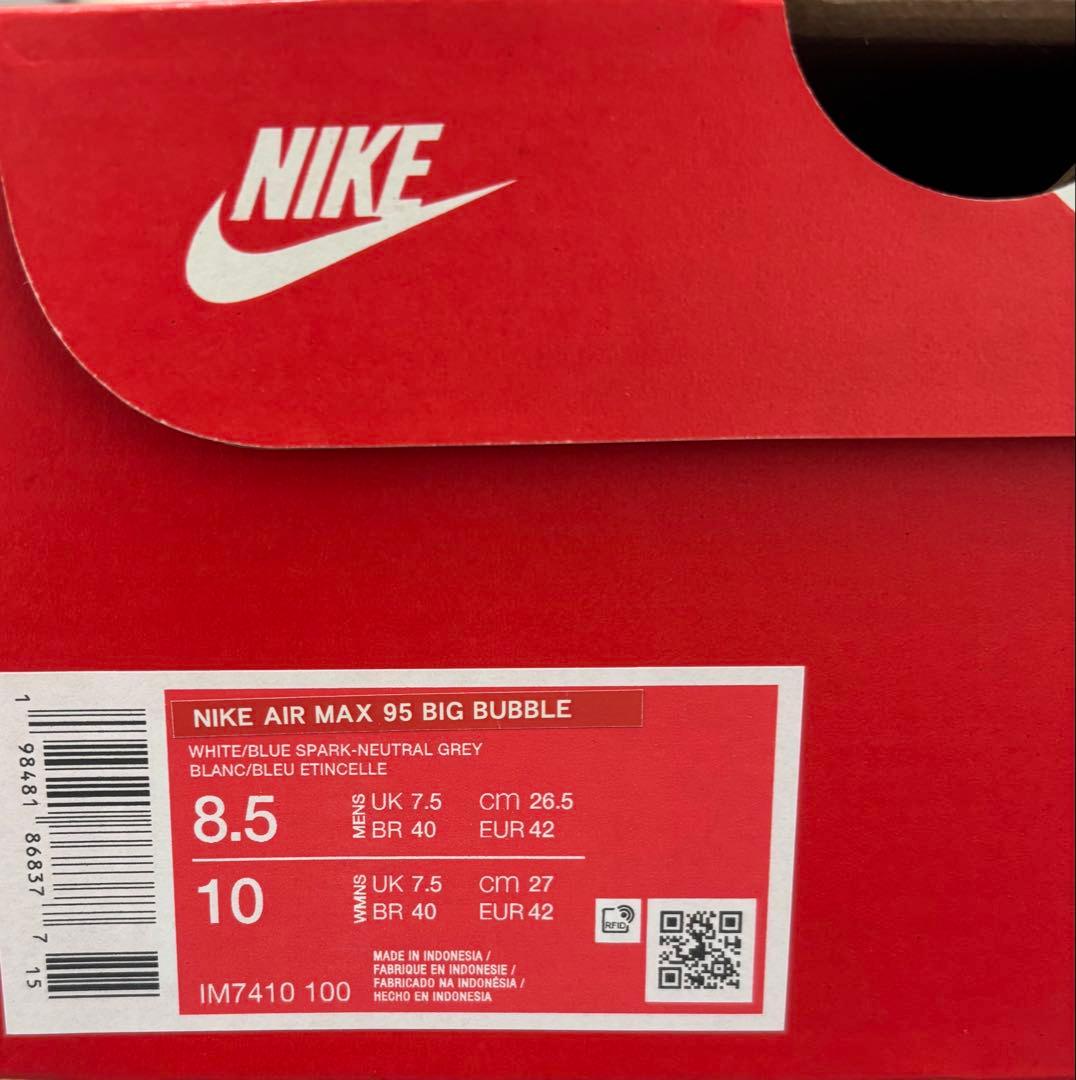 NIKE
NIKE AIR MAX 95 BIG BUBBLE
WHITE/BLUE SPARK-NEUTRAL GREY
BLANC/BLEU ETINCELLE
8.5 MENS UK 7.5 cm 26.5
BR 40 EUR 42
10 WMNS UK 7.5 cm 27
BR 40 EUR 42
RFID
IM7410 100
MADE IN INDONESIA /
FABRIQUE EN INDONESIE /
FABRICADO NA INDONÉSIA /
HECHO EN INDONESIA
1 98481 86837 7 15